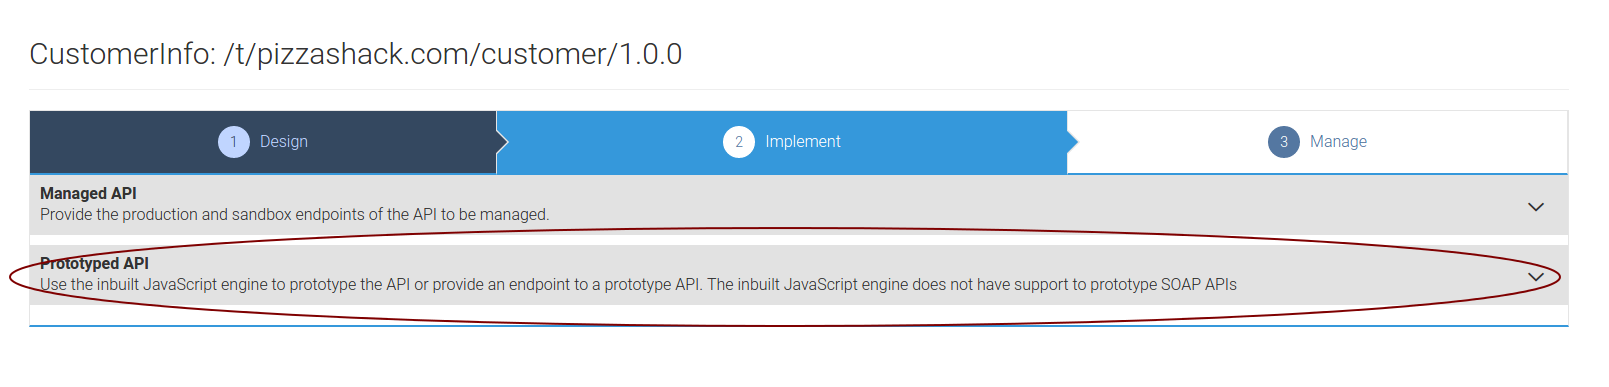 CustomerInfo: /t/pizzashack.com/customer/1.0.0
1 Design 2 Implement 3 Manage
Managed API
Provide the production and sandbox endpoints of the API to be managed.
Prototyped API
Use the inbuilt JavaScript engine to prototype the API or provide an endpoint to a prototype API. The inbuilt JavaScript engine does not have support to prototype SOAP APIs